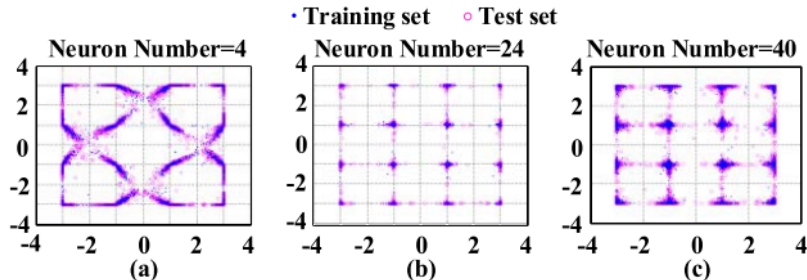 Training set Test set
Neuron Number=4 Neuron Number=24 Neuron Number=40
4 4 4
2 2 2
0 0 0
-2 -2 -2
-4 -4 -4
-4 -2 0 2 4 -4 -2 0 2 4 -4 -2 0 2 4
(a) (b) (c)